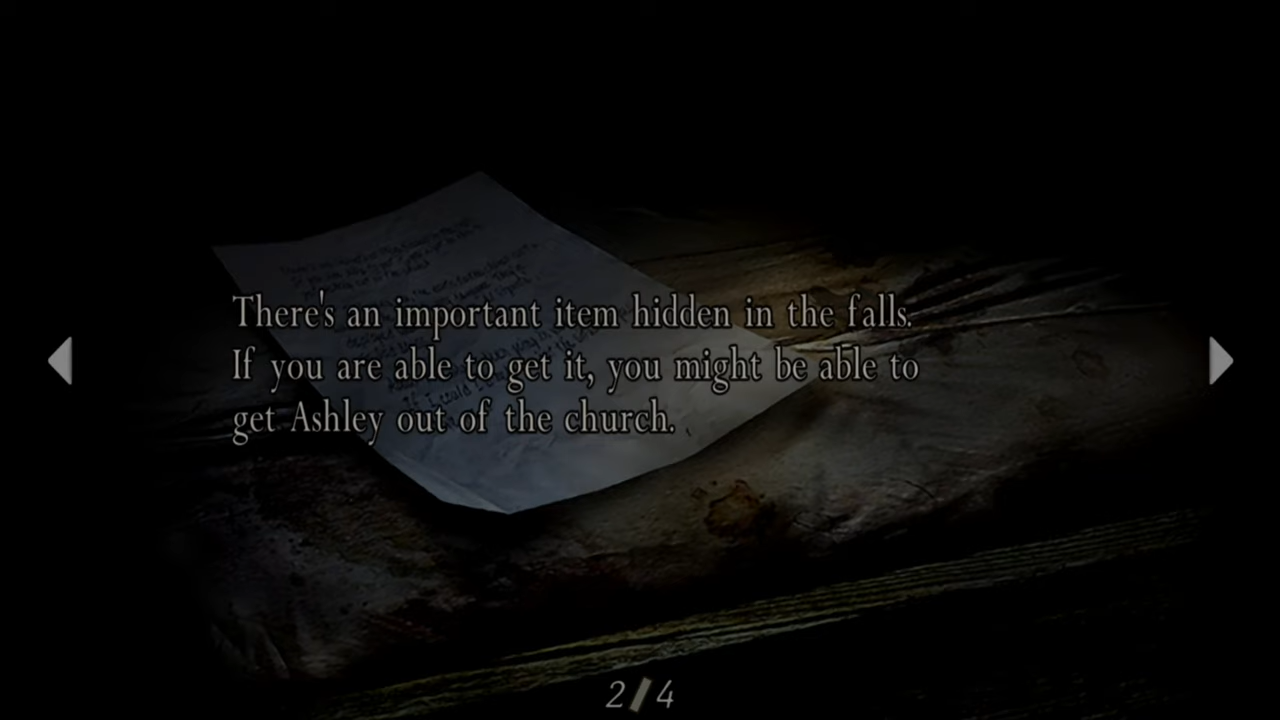 There's an important item hidden in the falls.
If you are able to get it, you might be able to
get Ashley out of the church.
2/4